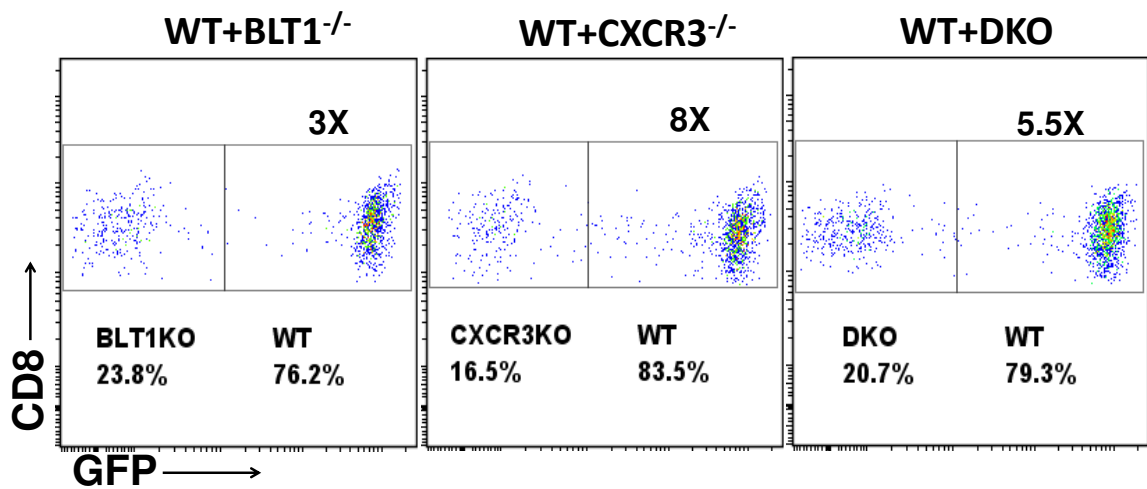 WT+BLT1-/-
WT+CXCR3-/-
WT+DKO
3X
8X
5.5X
BLT1KO WT
23.8% 76.2%
CXCR3KO WT
16.5% 83.5%
DKO WT
20.7% 79.3%
CD8
GFP